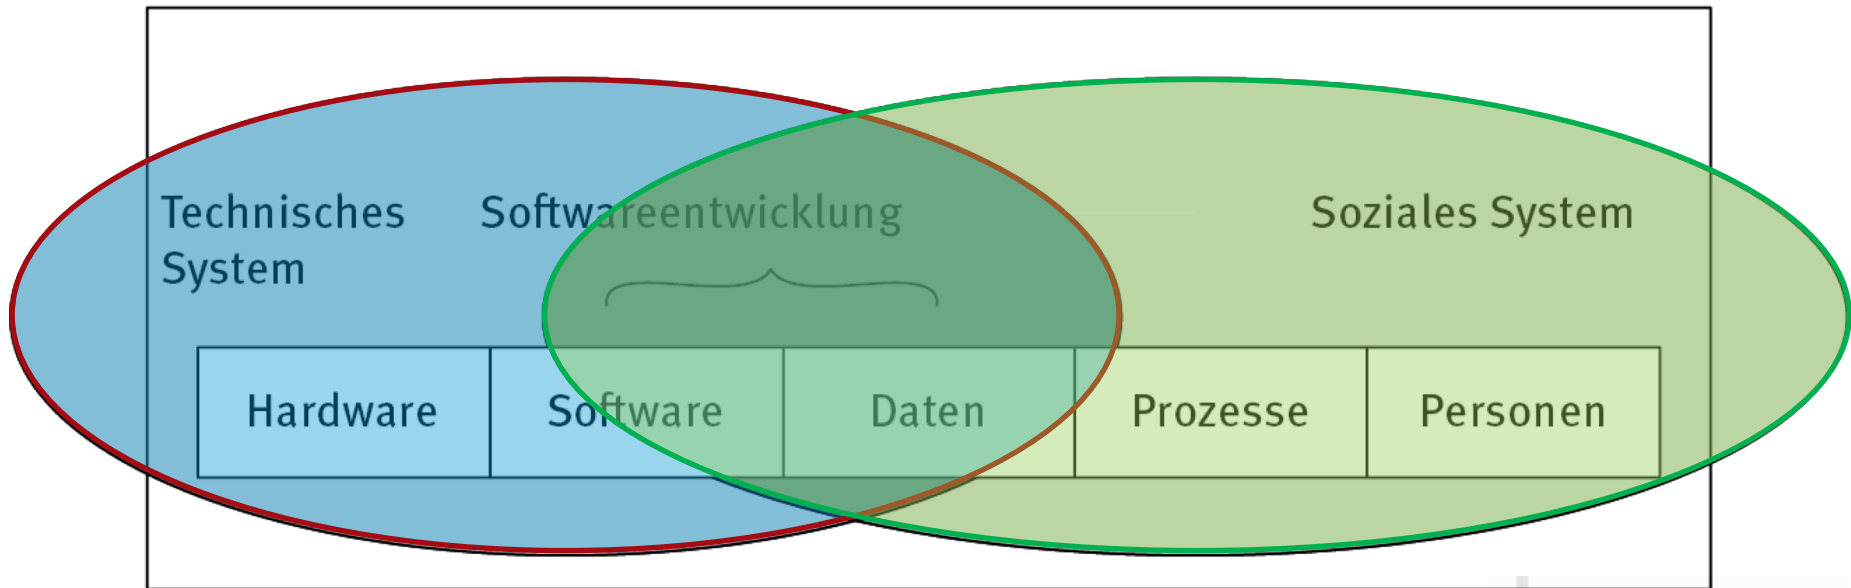 Technisches
System
Softwareentwicklung
Soziales System
Hardware
Software
Daten
Prozesse
Personen